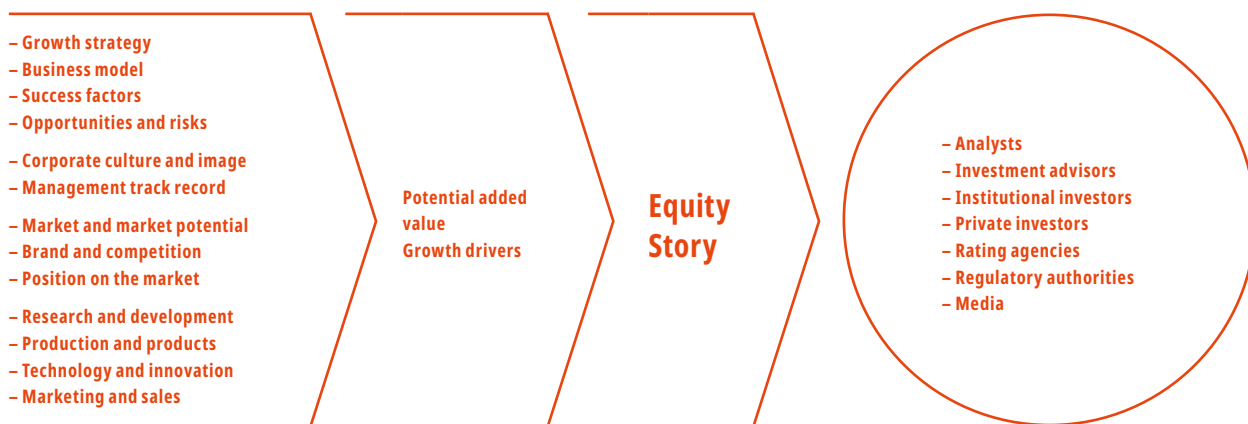 – Growth strategy
– Business model
– Success factors
– Opportunities and risks
– Corporate culture and image
– Management track record
– Market and market potential
– Brand and competition
– Position on the market
– Research and development
– Production and products
– Technology and innovation
– Marketing and sales
Potential added
value
Growth drivers
Equity
Story
– Analysts
– Investment advisors
– Institutional investors
– Private investors
– Rating agencies
– Regulatory authorities
– Media